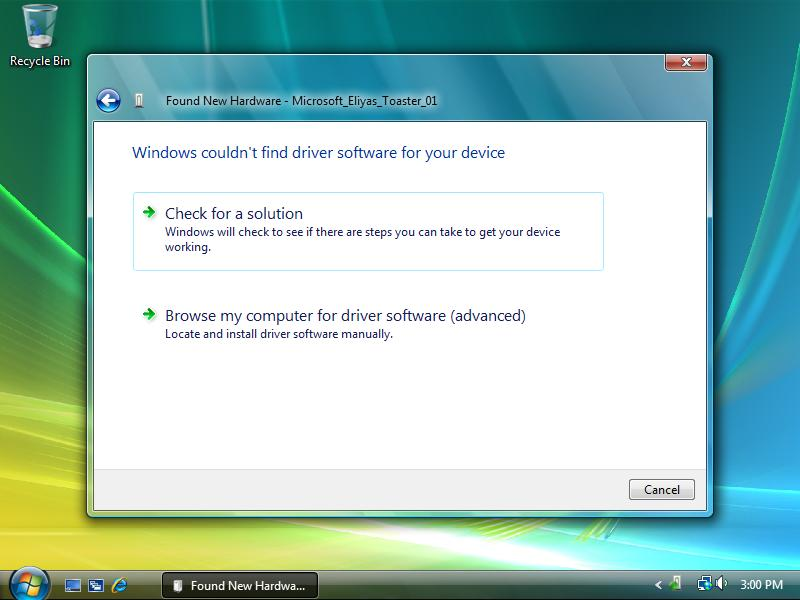 Recycle Bin
Found New Hardware - Microsoft_Eliyas_Toaster_01
Windows couldn't find driver software for your device
Check for a solution
Windows will check to see if there are steps you can take to get your device
working.
Browse my computer for driver software (advanced)
Locate and install driver software manually.
Cancel
Found New Hardwa...
3:00 PM